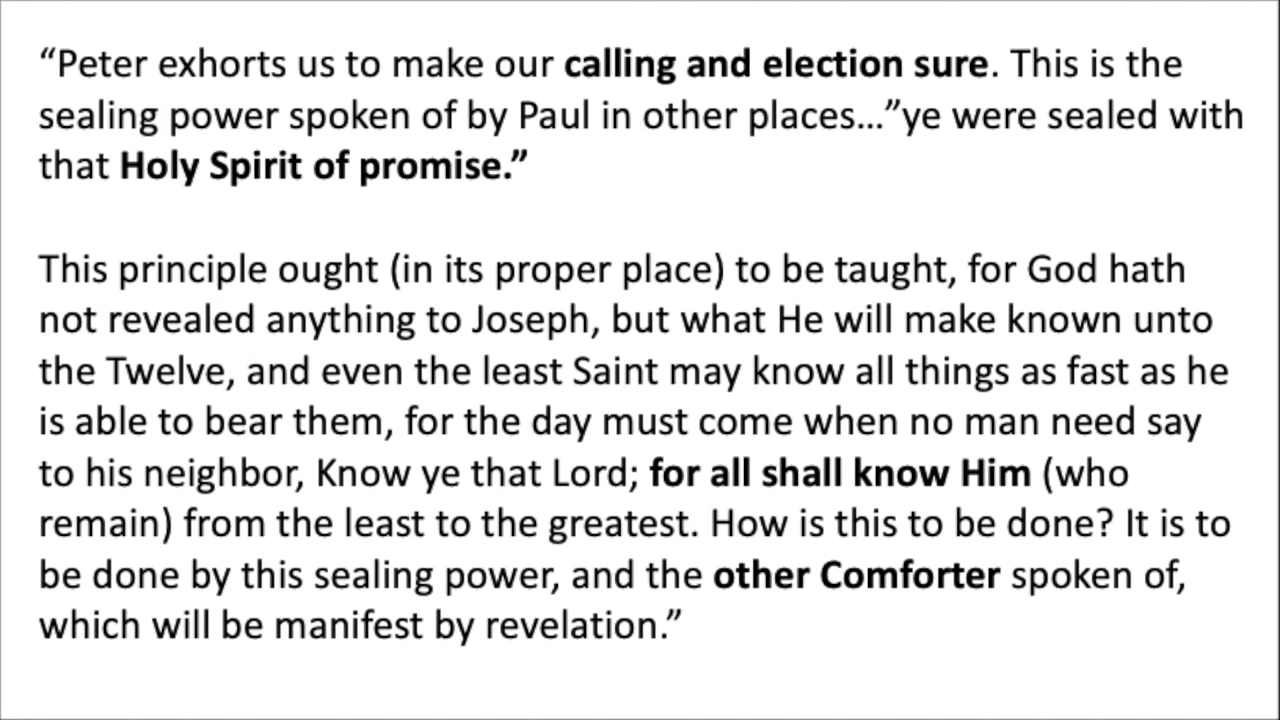 “Peter exhorts us to make our calling and election sure. This is the
sealing power spoken of by Paul in other places…”ye were sealed with
that Holy Spirit of promise.”
This principle ought (in its proper place) to be taught, for God hath
not revealed anything to Joseph, but what He will make known unto
the Twelve, and even the least Saint may know all things as fast as he
is able to bear them, for the day must come when no man need say
to his neighbor, Know ye that Lord; for all shall know Him (who
remain) from the least to the greatest. How is this to be done? It is to
be done by this sealing power, and the other Comforter spoken of,
which will be manifest by revelation.”